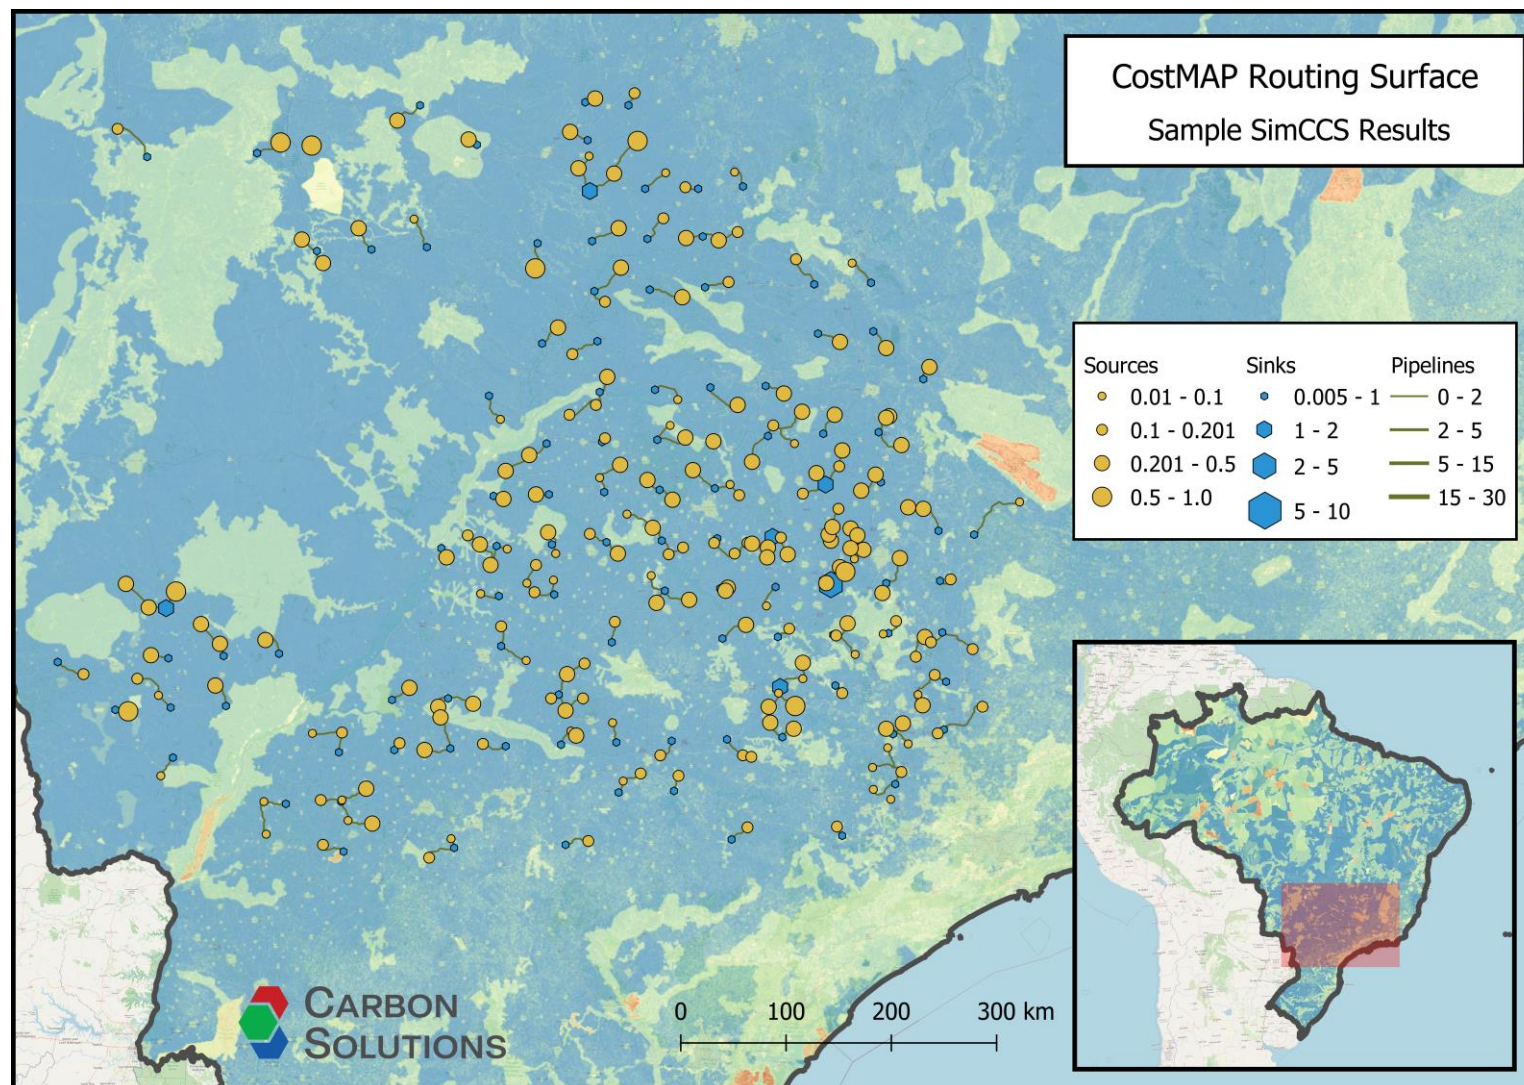 CostMAP Routing Surface
Sample SimCCS Results
Sources Sinks Pipelines
0.01 - 0.1 0.005 - 1 0 - 2
0.1 - 0.201 1 - 2 2 - 5
0.201 - 0.5 2 - 5 5 - 15
0.5 - 1.0 5 - 10 15 - 30
CARBON
SOLUTIONS
0 100 200 300 km